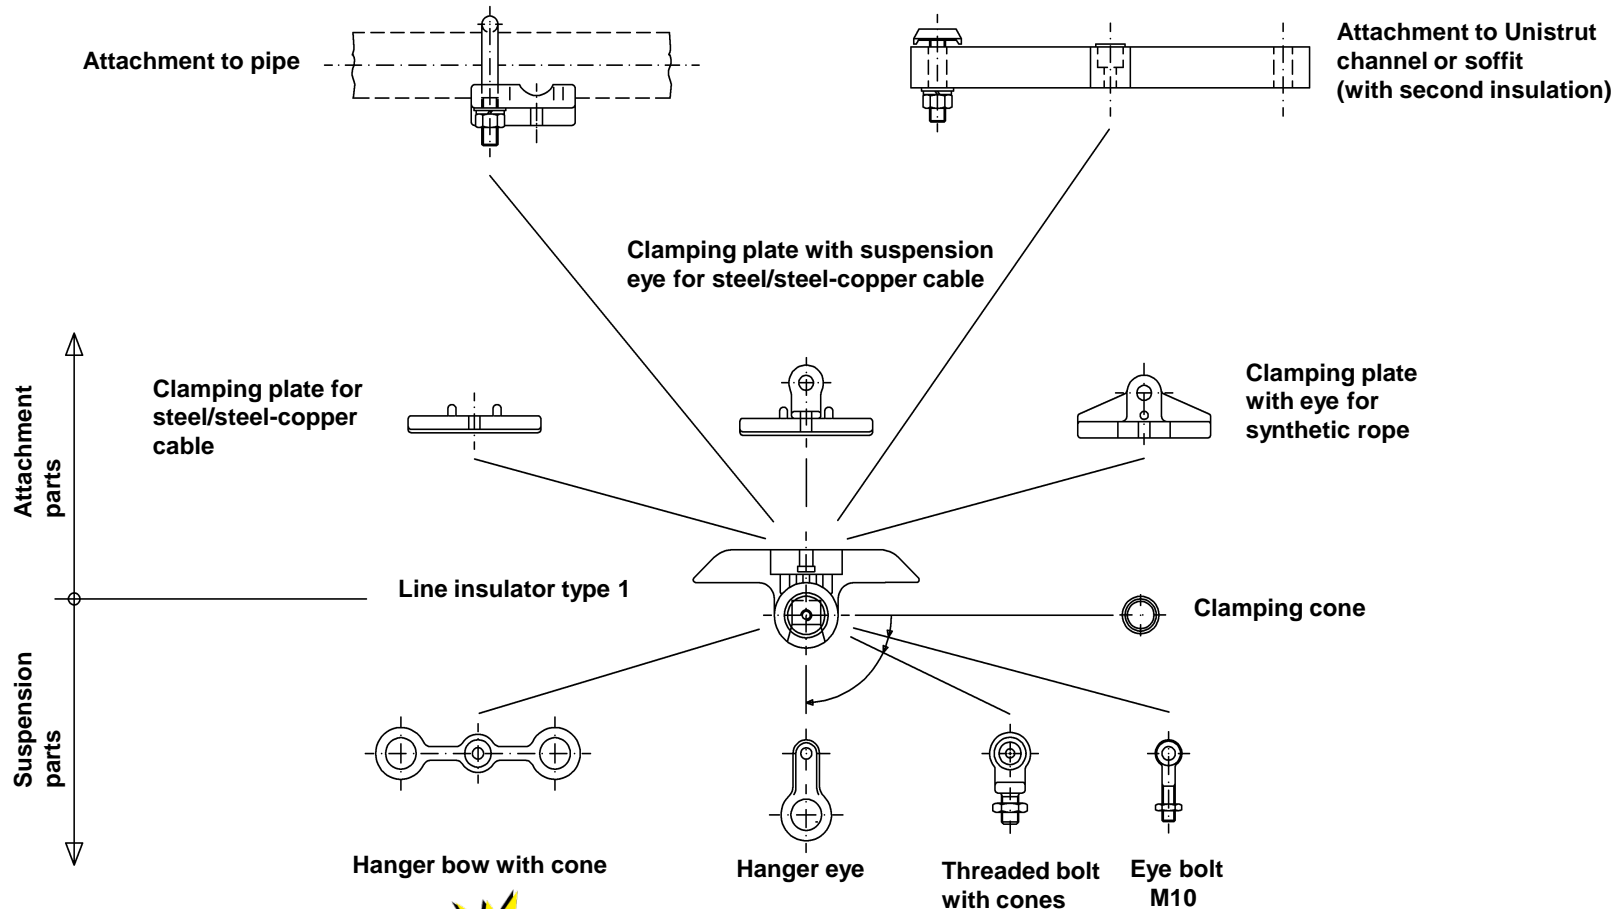 Attachment to pipe
Attachment to Unistrut
channel or soffit
(with second insulation)
Clamping plate with suspension
eye for steel/steel-copper cable
Clamping plate for
steel/steel-copper
cable
Clamping plate
with eye for
synthetic rope
Attachment
parts
Line insulator type 1
Clamping cone
Suspension
parts
Hanger bow with cone
Hanger eye
Threaded bolt
with cones
Eye bolt
M10